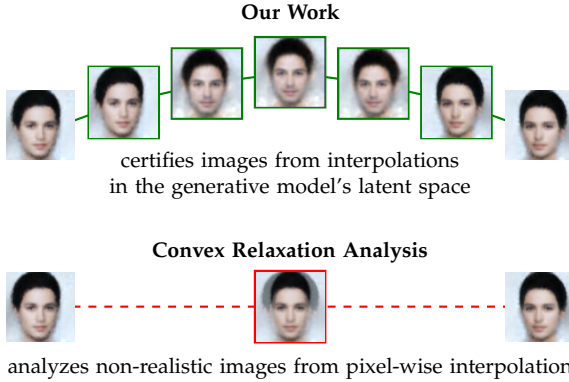 Our Work
certifies images from interpolations
in the generative model's latent space
Convex Relaxation Analysis
analyzes non-realistic images from pixel-wise interpolation